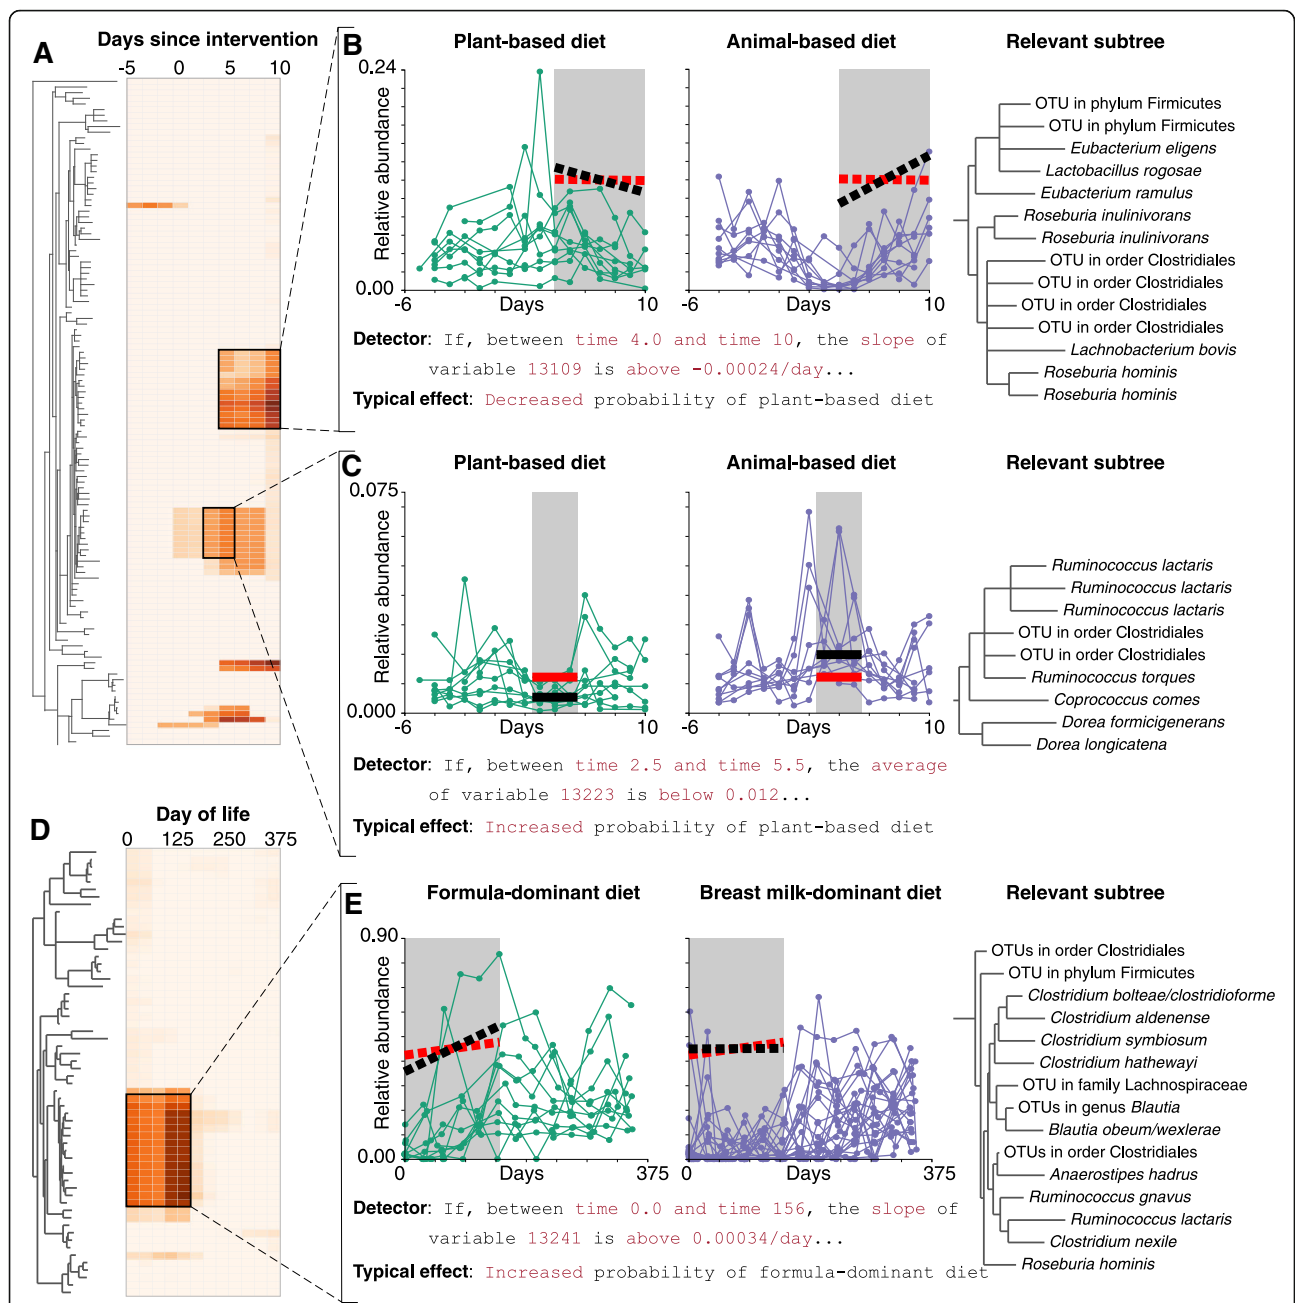 A
Days since intervention
-5 0 5 10
B
Plant-based diet
Animal-based diet
Relevant subtree
0.24
Relative abundance
0.00
-6
Days
10
-6
Days
10
OTU in phylum Firmicutes
OTU in phylum Firmicutes
Eubacterium eligens
Lactobacillus rogosae
Eubacterium ramulus
Roseburia inulinivorans
Roseburia inulinivorans
OTU in order Clostridiales
OTU in order Clostridiales
OTU in order Clostridiales
OTU in order Clostridiales
Lachnobacterium bovis
Roseburia hominis
Roseburia hominis
Detector: If, between time 4.0 and time 10, the slope of
variable 13109 is above -0.00024/day...
Typical effect: Decreased probability of plant-based diet
C
Plant-based diet
Animal-based diet
Relevant subtree
0.075
Relative abundance
0.000
-6
Days
10
-6
Days
10
Ruminococcus lactaris
Ruminococcus lactaris
Ruminococcus lactaris
OTU in order Clostridiales
OTU in order Clostridiales
Ruminococcus torques
Coprococcus comes
Dorea formicigenerans
Dorea longicatena
Detector: If, between time 2.5 and time 5.5, the average
of variable 13223 is below 0.012...
Typical effect: Increased probability of plant-based diet
D
Day of life
0 125 250 375
E
Formula-dominant diet
Breast milk-dominant diet
Relevant subtree
0.90
Relative abundance
0.00
0
Days
375
0
Days
375
OTUs in order Clostridiales
OTU in phylum Firmicutes
Clostridium bolteae/clostridioforme
Clostridium aldenense
Clostridium symbiosum
Clostridium hathewayi
OTU in family Lachnospiraceae
OTUs in genus Blautia
Blautia obeum/wexlerae
OTUs in order Clostridiales
Anaerostipes hadrus
Ruminococcus gnavus
Ruminococcus lactaris
Clostridium nexile
Roseburia hominis
Detector: If, between time 0.0 and time 156, the slope of
variable 13241 is above 0.00034/day...
Typical effect: Increased probability of formula-dominant diet